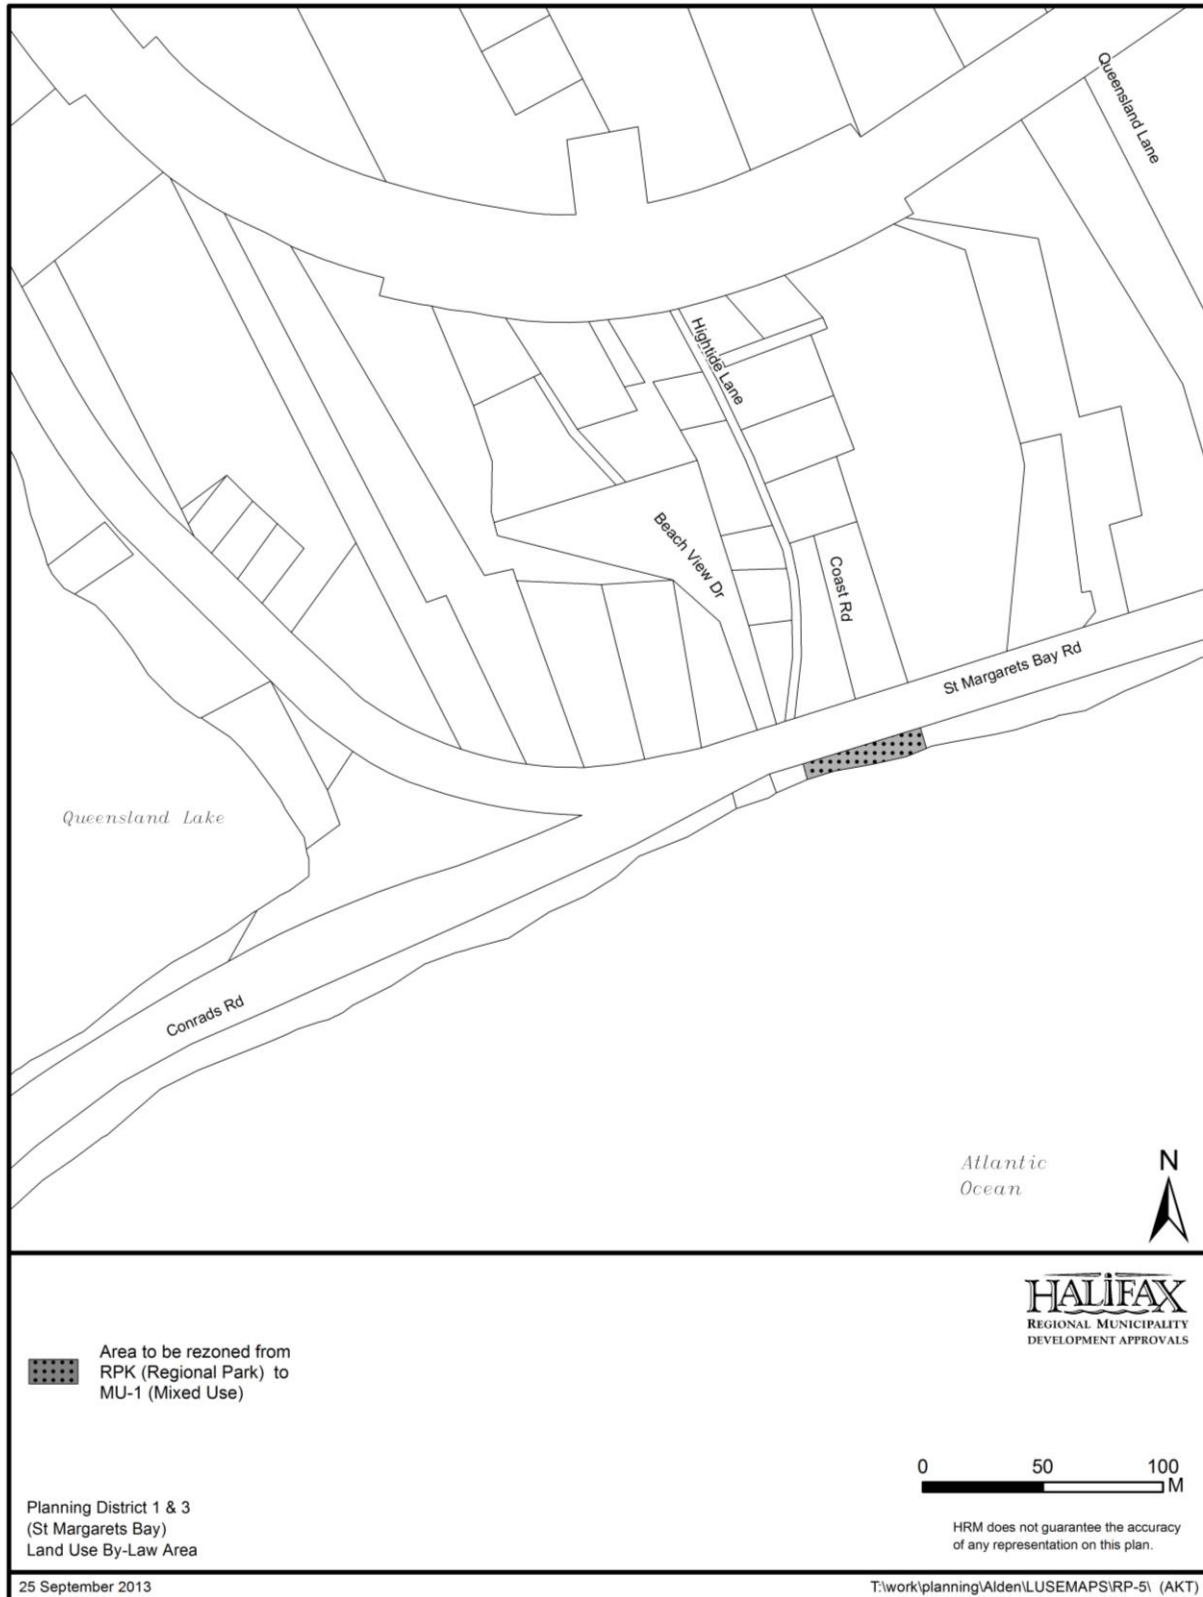 Queensland Lane
Hightide Lane
Beach View Dr
Coast Rd
St Margarets Bay Rd
Queensland Lake
Conrads Rd
Atlantic
Ocean
N
HALIFAX
REGIONAL MUNICIPALITY
DEVELOPMENT APPROVALS
Area to be rezoned from
RPK (Regional Park) to
MU-1 (Mixed Use)
0 50 100
M
Planning District 1 & 3
(St Margarets Bay)
Land Use By-Law Area
HRM does not guarantee the accuracy
of any representation on this plan.
25 September 2013
T:\work\planning\Alden\LUSEMAPS\RP-5\ (AKT)